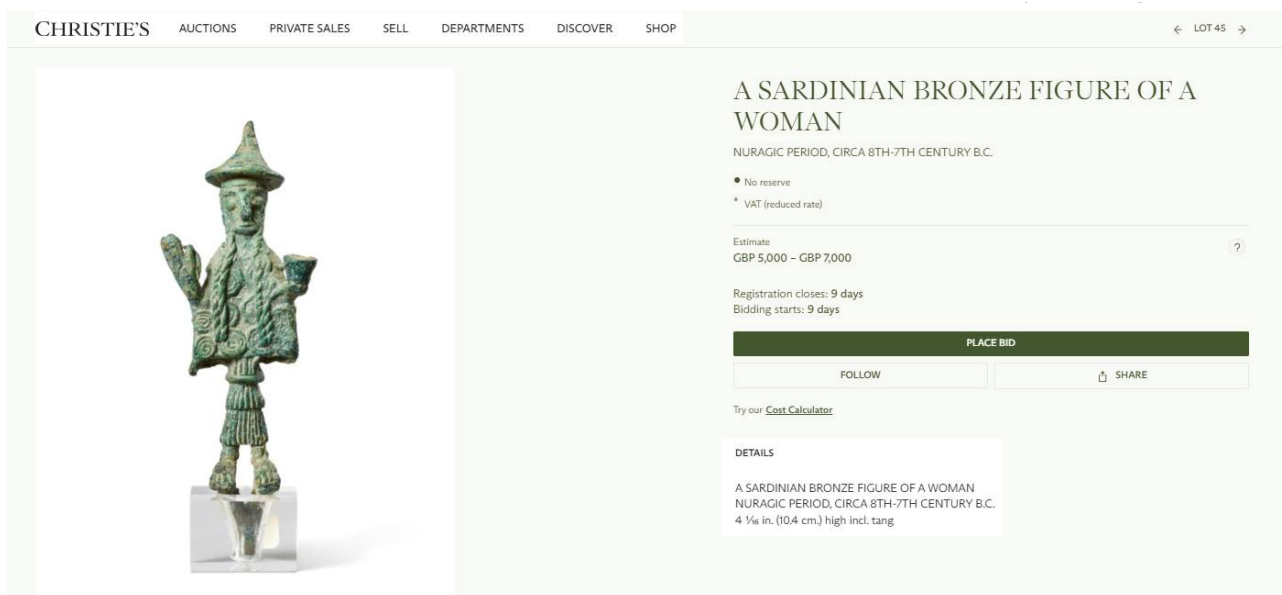 CHRISTIE'S AUCTIONS PRIVATE SALES SELL DEPARTMENTS DISCOVER SHOP
← LOT 45 →
A SARDINIAN BRONZE FIGURE OF A
WOMAN
NURAGIC PERIOD, CIRCA 8TH-7TH CENTURY B.C.
• No reserve
* VAT (reduced rate)
Estimate
GBP 5,000 – GBP 7,000
?
Registration closes: 9 days
Bidding starts: 9 days
PLACE BID
FOLLOW
SHARE
Try our Cost Calculator
DETAILS
A SARDINIAN BRONZE FIGURE OF A WOMAN
NURAGIC PERIOD, CIRCA 8TH-7TH CENTURY B.C.
4 1/16 in. (10.4 cm.) high incl. tang